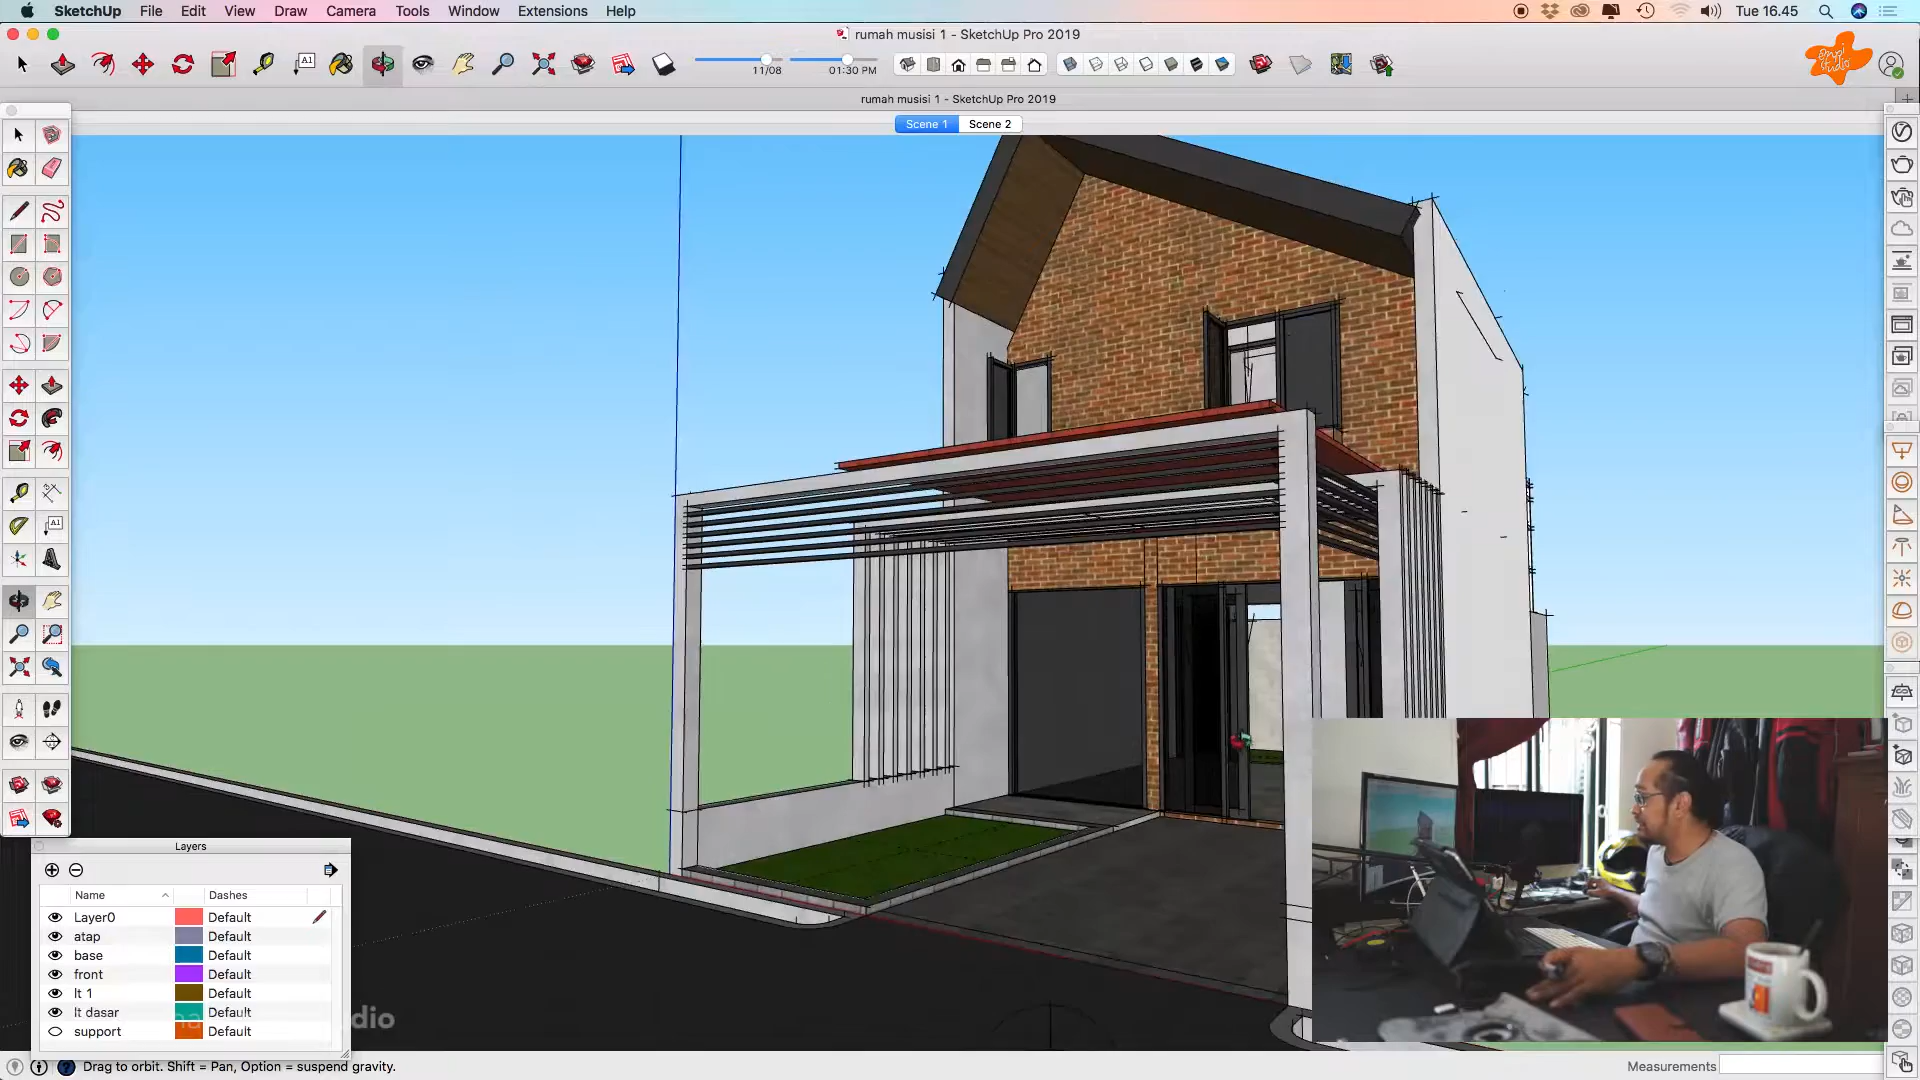 SketchUp File Edit View Draw Camera Tools Window Extensions Help Tue 16.45
rumah musisi 1 - SketchUp Pro 2019
11/08 01:30 PM
rumah musisi 1 - SketchUp Pro 2019
Scene 1 Scene 2
Layers
Name Dashes
Layer0 Default
atap Default
base Default
front Default
lt 1 Default
lt dasar Default
support Default
Drag to orbit. Shift = Pan, Option = suspend gravity.
Measurements